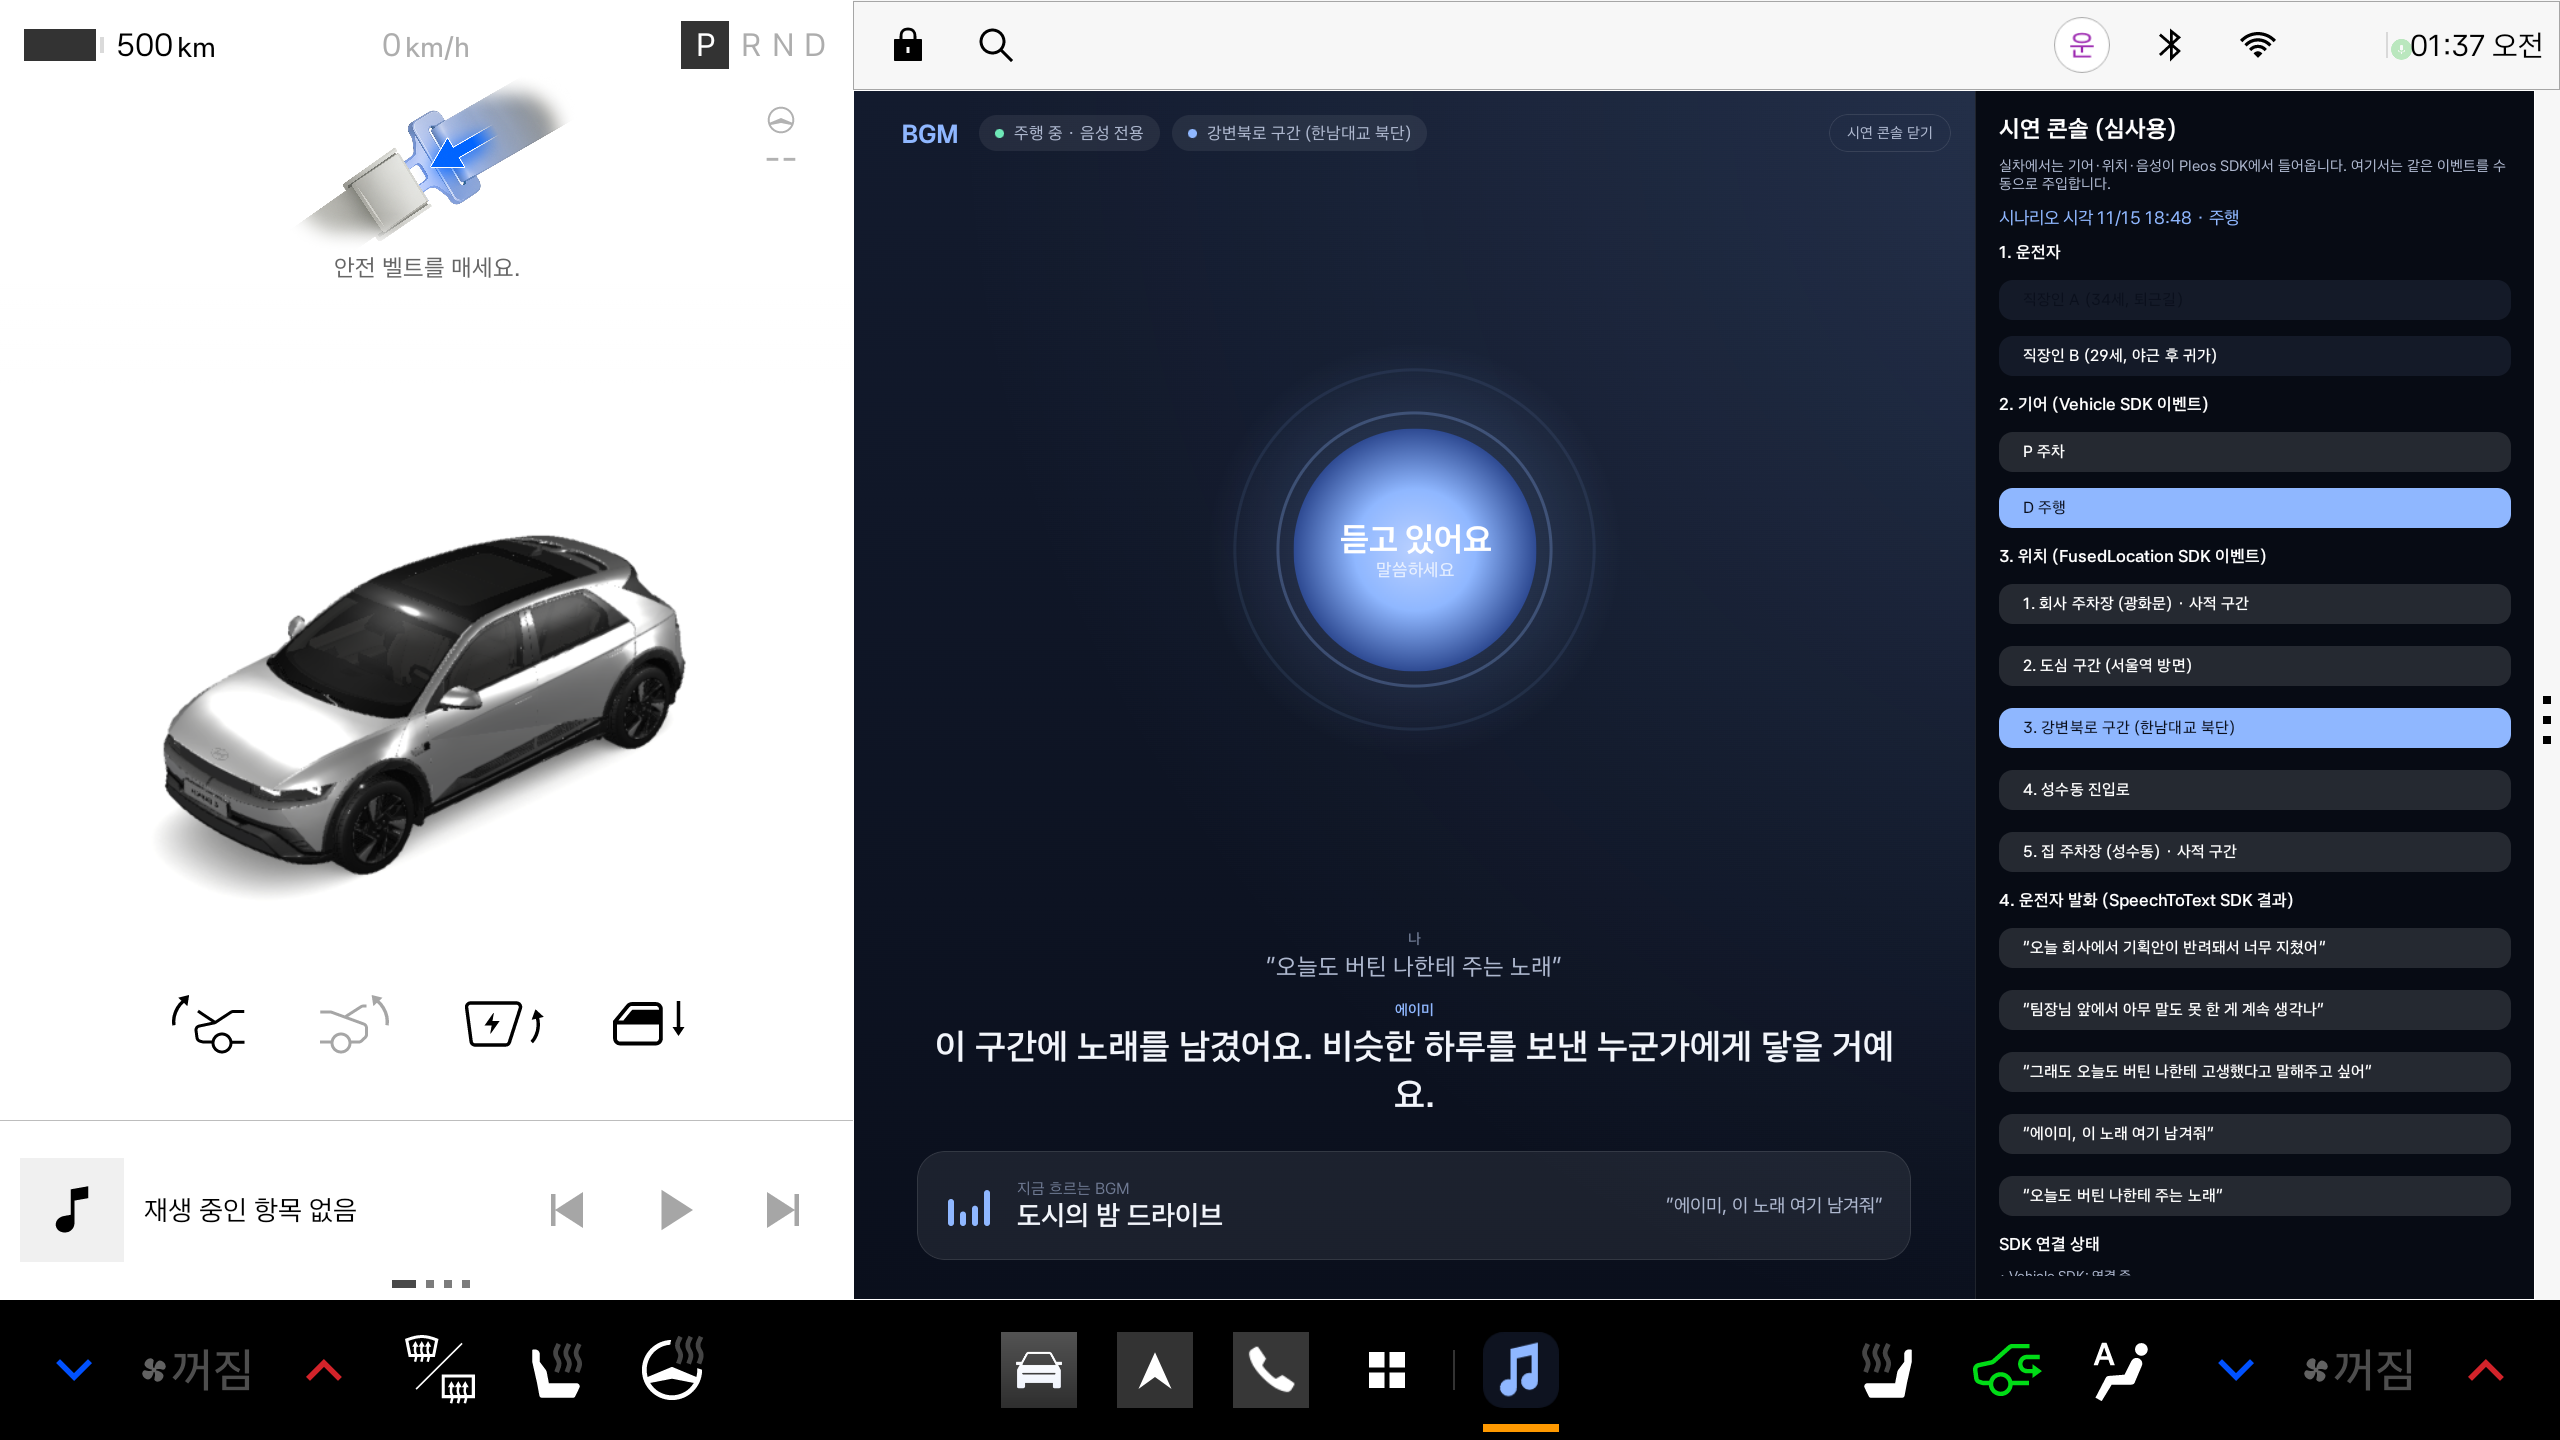 500 km
0 km/h
P R N D
안전 벨트를 매세요.
재생 중인 항목 없음
운
01:37 오전
BGM
주행 중 · 음성 전용
강변북로 구간 (한남대교 북단)
시연 콘솔 닫기
듣고 있어요
말씀하세요
나
"오늘도 버틴 나한테 주는 노래"
에이미
이 구간에 노래를 남겼어요. 비슷한 하루를 보낸 누군가에게 닿을 거예
요.
지금 흐르는 BGM
도시의 밤 드라이브
"에이미, 이 노래 여기 남겨줘"
시연 콘솔 (심사용)
실차에서는 기어·위치·음성이 Pleos SDK에서 들어옵니다. 여기서는 같은 이벤트를 수
동으로 주입합니다.
시나리오 시각 11/15 18:48 · 주행
1. 운전자
직장인 A (34세, 퇴근길)
직장인 B (29세, 야근 후 귀가)
2. 기어 (Vehicle SDK 이벤트)
P 주차
D 주행
3. 위치 (FusedLocation SDK 이벤트)
1. 회사 주차장 (광화문) · 사적 구간
2. 도심 구간 (서울역 방면)
3. 강변북로 구간 (한남대교 북단)
4. 성수동 진입로
5. 집 주차장 (성수동) · 사적 구간
4. 운전자 발화 (SpeechToText SDK 결과)
"오늘 회사에서 기획안이 반려돼서 너무 지쳤어"
"팀장님 앞에서 아무 말도 못 한 게 계속 생각나"
"그래도 오늘도 버틴 나한테 고생했다고 말해주고 싶어"
"에이미, 이 노래 여기 남겨줘"
"오늘도 버틴 나한테 주는 노래"
SDK 연결 상태
꺼짐
A
꺼짐